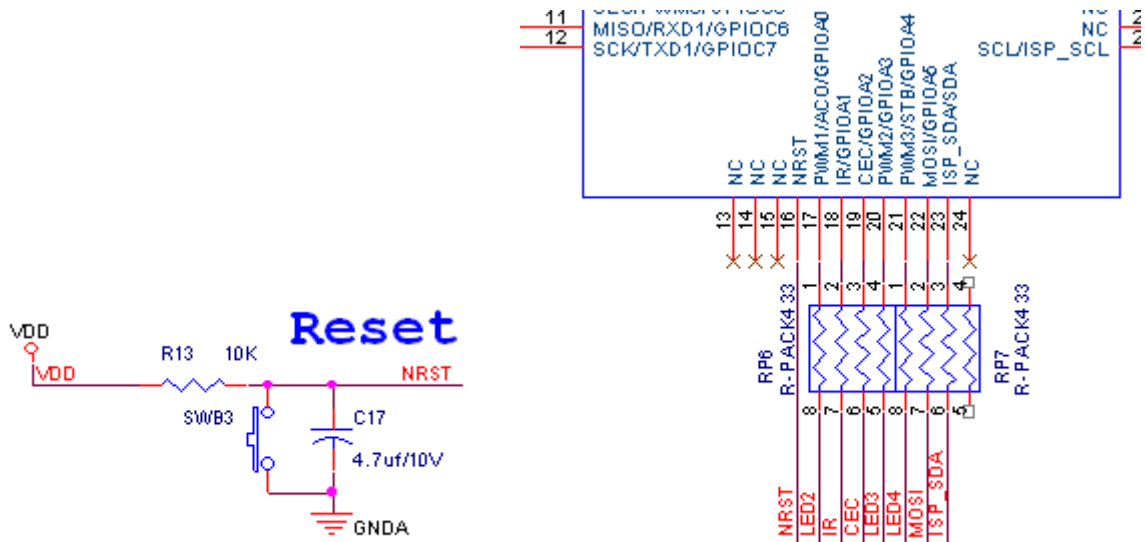 11
MISO/RXD1/GPIOC6
12
SCK/TXD1/GPIOC7
NC
SCL/ISP_SCL
NC
NC
NC
NRST
PWM1/ACO/GPIOA0
IR/GPIOA1
CEC/GPIOA2
PWM2/GPIOA3
PWM3/STB/GPIOA4
MOSI/GPIOA5
ISP_SDA/SDA
NC
13
14
15
16
17
18
19
20
21
22
23
24
1
2
3
4
1
2
3
4
RP6
R-PACK4 33
RP7
R-PACK4 33
8
7
6
5
8
7
6
5
NRST
LED2
IR
CEC
LED3
LED4
MOSI
ISP_SDA
Reset
VDD
VDD
R13 10K
NRST
SWB3
C17
4.7uf/10V
GNDA